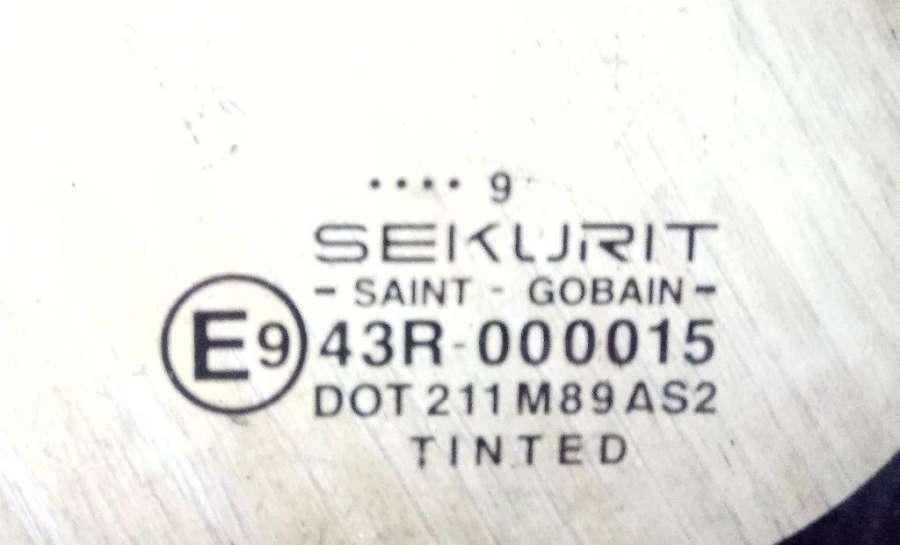 ···· 9
SEKURIT
- SAINT - GOBAIN -
E9 43R-000015
DOT 211 M89 AS2
TINTED